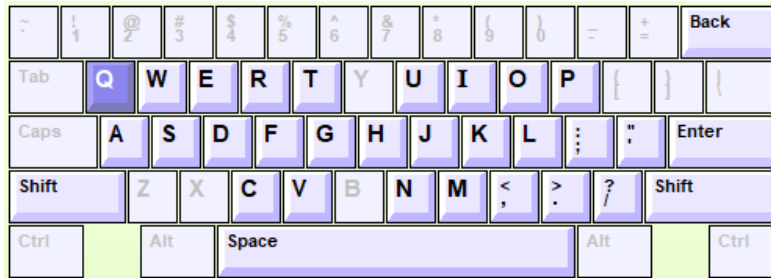 ~ ` ! 1 @ 2 # 3 $ 4 % 5 ^ 6 & 7 * 8 ( 9 ) 0 _ - + = Back
Tab Q W E R T Y U I O P { [ } ] | \
Caps A S D F G H J K L : ; " ' Enter
Shift Z X C V B N M < , > . ? / Shift
Ctrl Alt Space Alt Ctrl